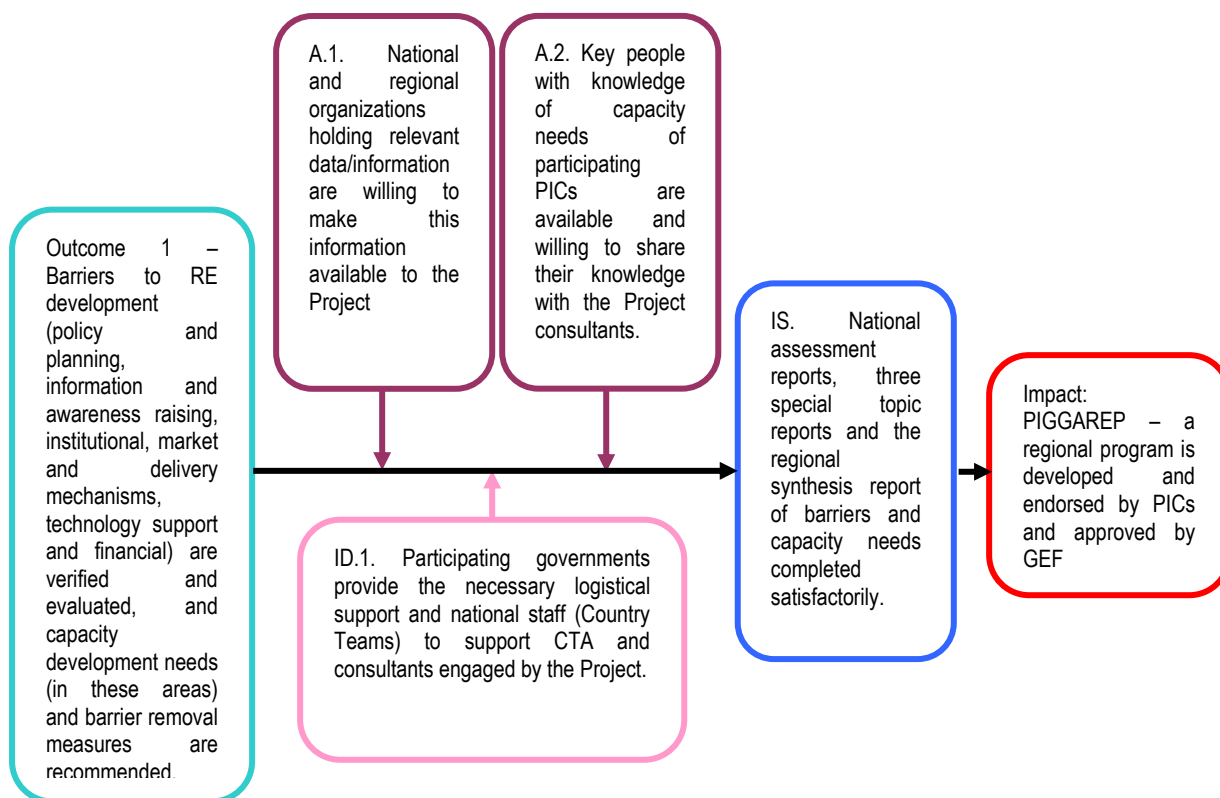 Outcome 1 –
Barriers to RE
development
(policy and
planning,
information and
awareness raising,
institutional, market
and delivery
mechanisms,
technology support
and financial) are
verified and
evaluated, and
capacity
development needs
(in these areas)
and barrier removal
measures are
recommended.
A.1. National
and regional
organizations
holding relevant
data/information
are willing to
make this
information
available to the
Project
A.2. Key people
with knowledge
of capacity
needs of
participating
PICs are
available and
willing to share
their knowledge
with the Project
consultants.
ID.1. Participating governments
provide the necessary logistical
support and national staff (Country
Teams) to support CTA and
consultants engaged by the Project.
IS. National
assessment
reports, three
special topic
reports and the
regional
synthesis report
of barriers and
capacity needs
completed
satisfactorily.
Impact:
PIGGAREP – a
regional program is
developed and
endorsed by PICs
and approved by
GEF